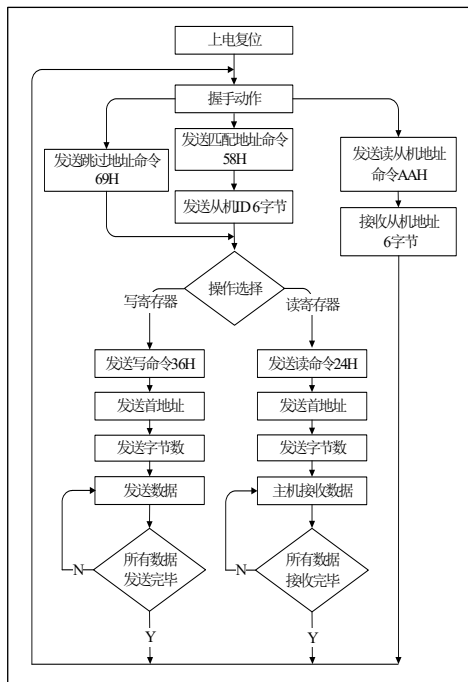 上电复位
握手动作
发送跳过地址命令
69H
发送匹配地址命令
58H
发送从机ID 6字节
发送读从机地址
命令AAH
接收从机地址
6字节
操作选择
写寄存器
读寄存器
发送写命令36H
发送首地址
发送字节数
发送数据
N
所有数据
发送完毕
Y
发送读命令24H
发送首地址
发送字节数
主机接收数据
N
所有数据
接收完毕
Y